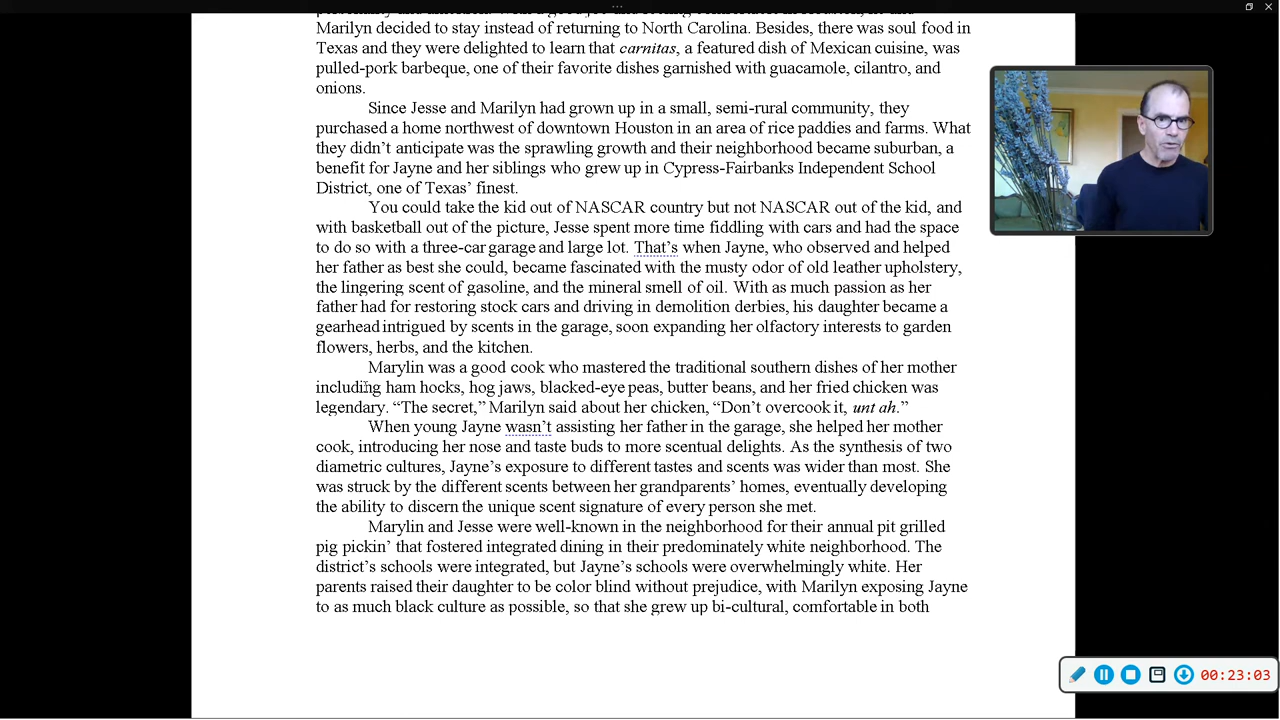 Marilyn decided to stay instead of returning to North Carolina. Besides, there was soul food in
Texas and they were delighted to learn that carnitas, a featured dish of Mexican cuisine, was
pulled-pork barbeque, one of their favorite dishes garnished with guacamole, cilantro, and
onions.
Since Jesse and Marilyn had grown up in a small, semi-rural community, they
purchased a home northwest of downtown Houston in an area of rice paddies and farms. What
they didn’t anticipate was the sprawling growth and their neighborhood became suburban, a
benefit for Jayne and her siblings who grew up in Cypress-Fairbanks Independent School
District, one of Texas’ finest.
You could take the kid out of NASCAR country but not NASCAR out of the kid, and
with basketball out of the picture, Jesse spent more time fiddling with cars and had the space
to do so with a three-car garage and large lot. That’s when Jayne, who observed and helped
her father as best she could, became fascinated with the musty odor of old leather upholstery,
the lingering scent of gasoline, and the mineral smell of oil. With as much passion as her
father had for restoring stock cars and driving in demolition derbies, his daughter became a
gearhead intrigued by scents in the garage, soon expanding her olfactory interests to garden
flowers, herbs, and the kitchen.
Marylin was a good cook who mastered the traditional southern dishes of her mother
including ham hocks, hog jaws, blacked-eye peas, butter beans, and her fried chicken was
legendary. “The secret,” Marilyn said about her chicken, “Don’t overcook it, unt ah.”
When young Jayne wasn’t assisting her father in the garage, she helped her mother
cook, introducing her nose and taste buds to more scentual delights. As the synthesis of two
diametric cultures, Jayne’s exposure to different tastes and scents was wider than most. She
was struck by the different scents between her grandparents’ homes, eventually developing
the ability to discern the unique scent signature of every person she met.
Marylin and Jesse were well-known in the neighborhood for their annual pit grilled
pig pickin’ that fostered integrated dining in their predominately white neighborhood. The
district’s schools were integrated, but Jayne’s schools were overwhelmingly white. Her
parents raised their daughter to be color blind without prejudice, with Marilyn exposing Jayne
to as much black culture as possible, so that she grew up bi-cultural, comfortable in both
00:23:03